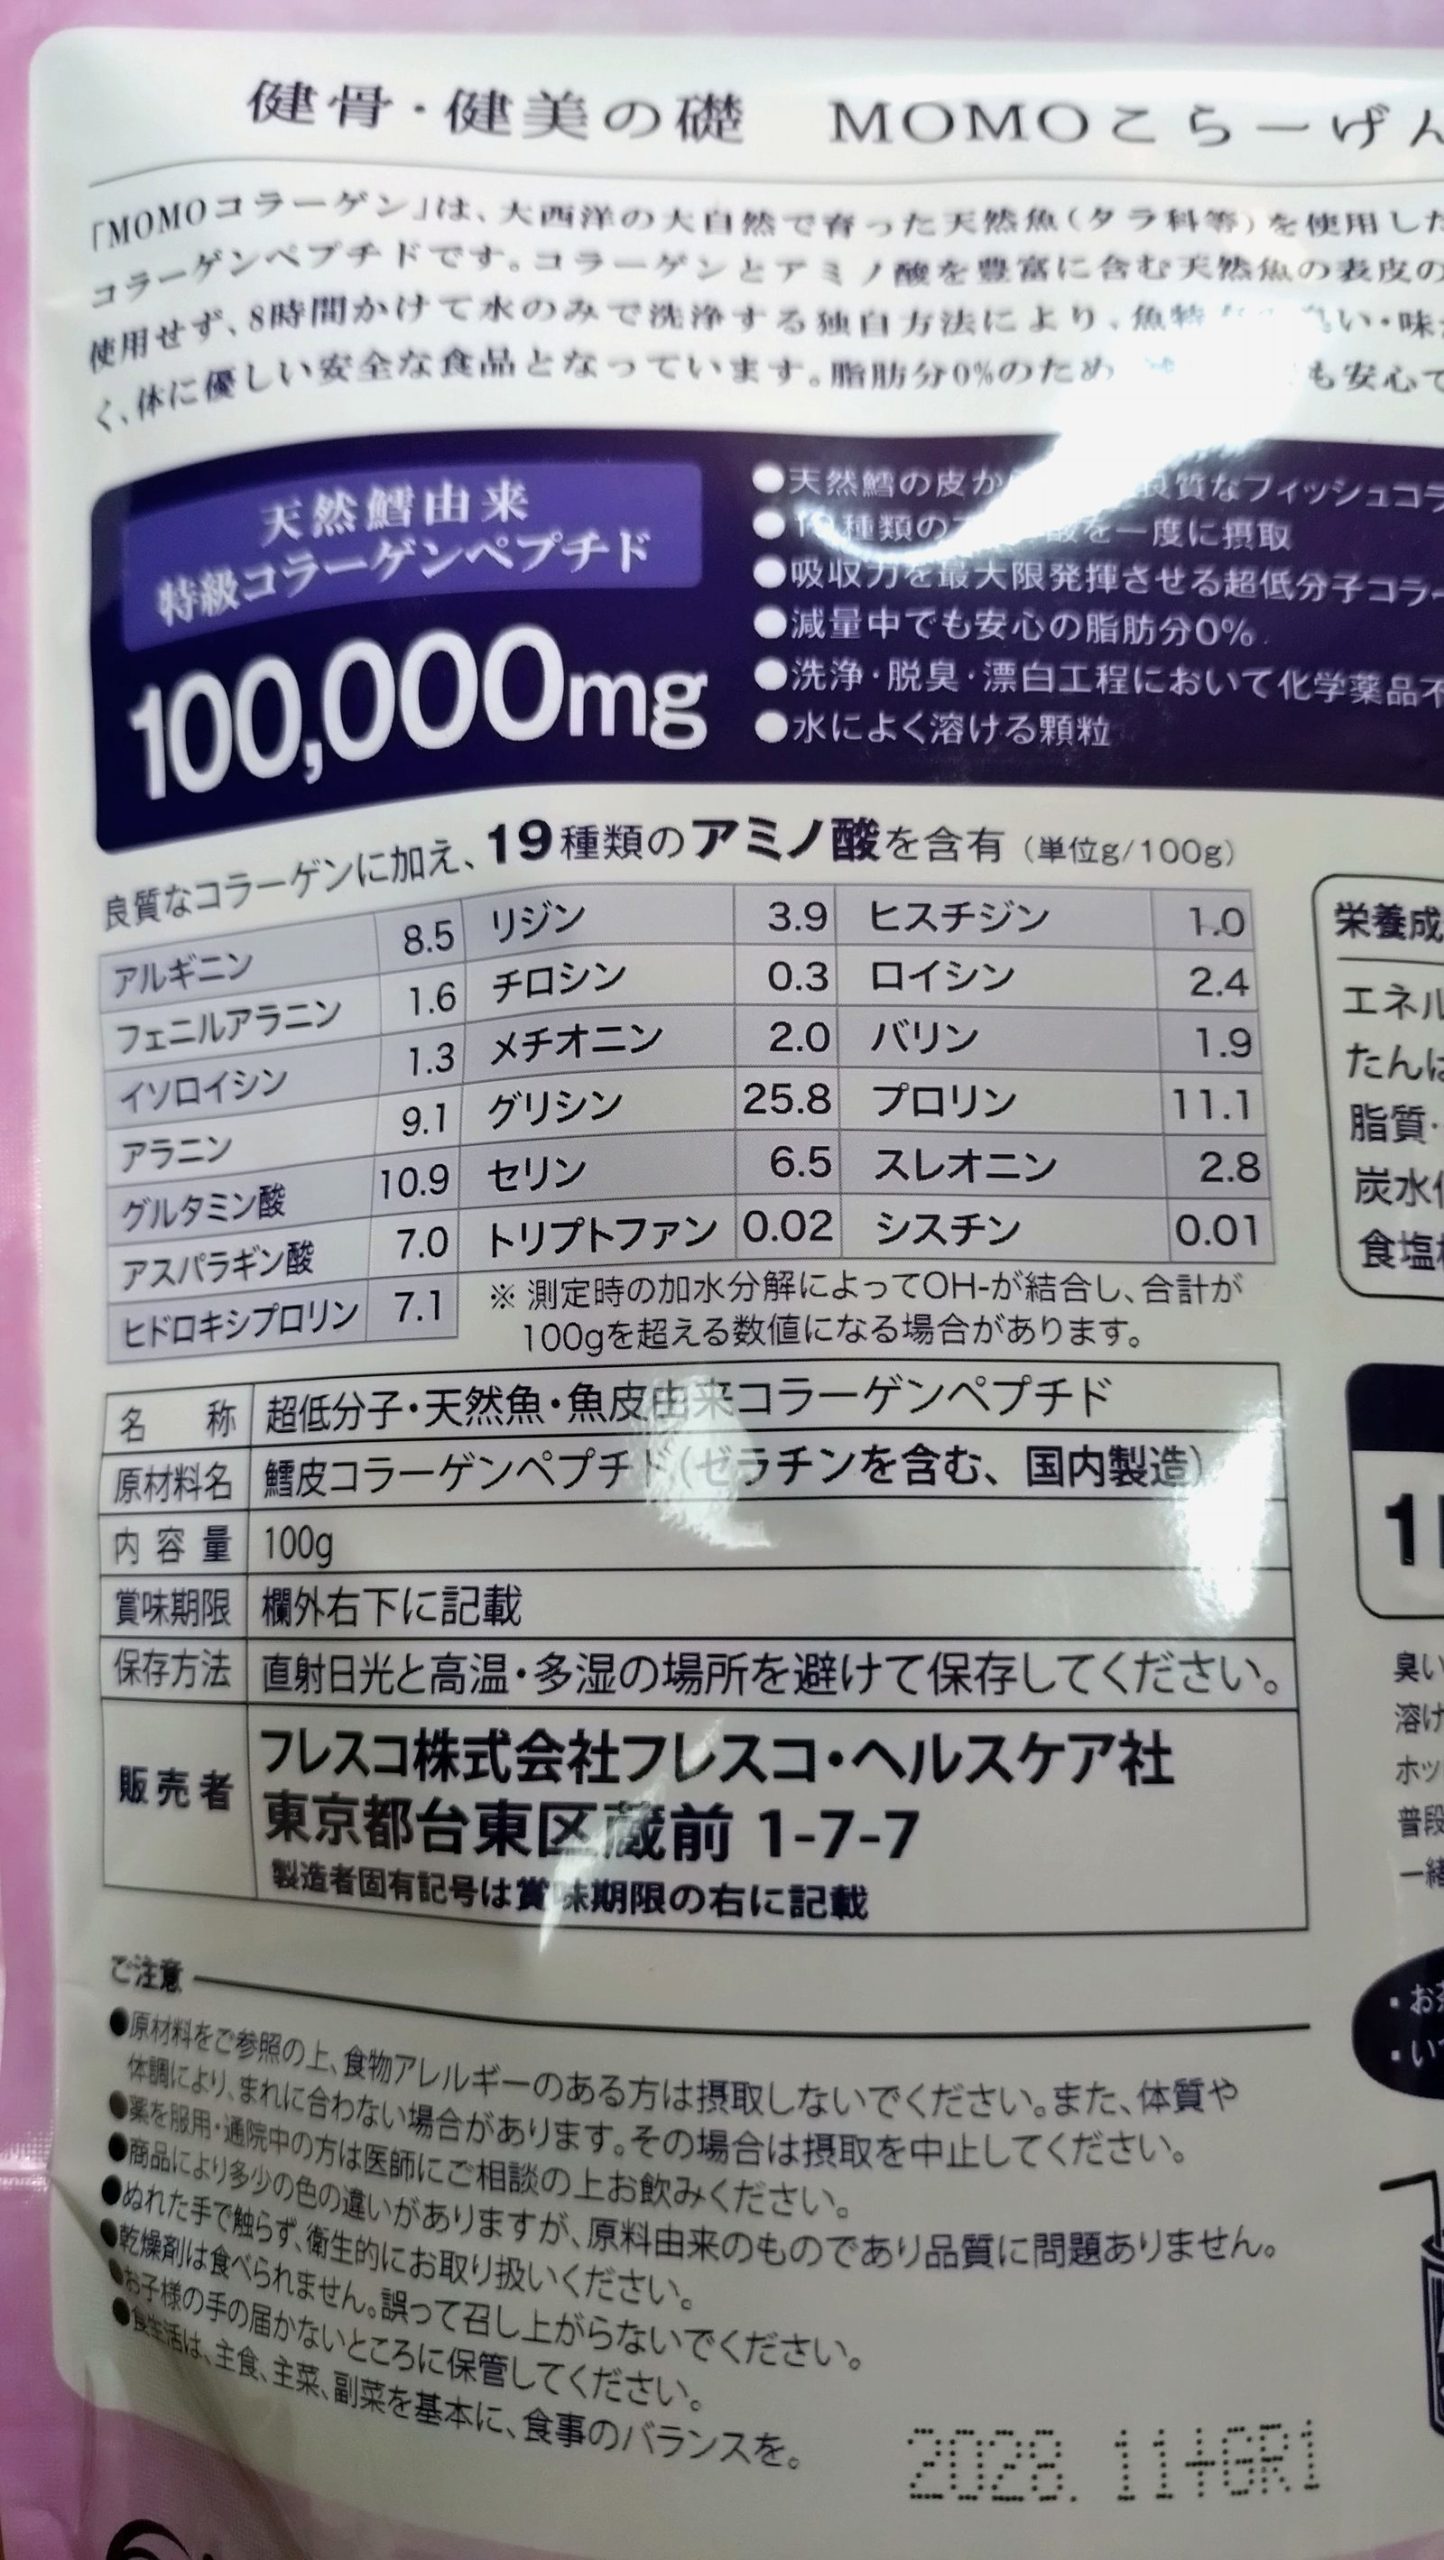 健骨・健美の礎　MOMOこらーげん
「MOMOコラーゲン」は、大西洋の大自然で育った天然魚(タラ科等)を使用した
コラーゲンペプチドです。コラーゲンとアミノ酸を豊富に含む天然魚の表皮の
使用せず、8時間かけて水のみで洗浄する独自方法により、魚特 い・味
く、体に優しい安全な食品となっています。脂肪分0%のため も安心で
天然鱈由来
特級コラーゲンペプチド
100,000mg
●天然鱈の皮か 良質なフィッシュコラ
●19種類の 酸を一度に摂取
●吸収力を最大限発揮させる超低分子コラー
●減量中でも安心の脂肪分0%
●洗浄・脱臭・漂白工程において化学薬品不
●水によく溶ける顆粒
良質なコラーゲンに加え、19種類のアミノ酸を含有（単位g/100g）
アルギニン 8.5 リジン 3.9 ヒスチジン 1.0
フェニルアラニン 1.6 チロシン 0.3 ロイシン 2.4
イソロイシン 1.3 メチオニン 2.0 バリン 1.9
アラニン 9.1 グリシン 25.8 プロリン 11.1
グルタミン酸 10.9 セリン 6.5 スレオニン 2.8
アスパラギン酸 7.0 トリプトファン 0.02 シスチン 0.01
ヒドロキシプロリン 7.1
※ 測定時の加水分解によってOH-が結合し、合計が
100gを超える数値になる場合があります。
栄養成
エネル
たんぱ
脂質・
炭水化
食塩相
名称 超低分子・天然魚・魚皮由来コラーゲンペプチド
原材料名 鱈皮コラーゲンペプチド(ゼラチンを含む、国内製造)
内容量 100g
賞味期限 欄外右下に記載
保存方法 直射日光と高温・多湿の場所を避けて保存してください。
販売者 フレスコ株式会社フレスコ・ヘルスケア社
東京都台東区蔵前 1-7-7
製造者固有記号は賞味期限の右に記載
1
臭い
溶け
ホッ
普段
一緒
・お茶
・いつ
ご注意
●原材料をご参照の上、食物アレルギーのある方は摂取しないでください。また、体質や
体調により、まれに合わない場合があります。その場合は摂取を中止してください。
●薬を服用・通院中の方は医師にご相談の上お飲みください。
●商品により多少の色の違いがありますが、原料由来のものであり品質に問題ありません。
●ぬれた手で触らず、衛生的にお取り扱いください。
●乾燥剤は食べられません。誤って召し上がらないでください。
●お子様の手の届かないところに保管してください。
●食生活は、主食、主菜、副菜を基本に、食事のバランスを。
2028. 11+GR1